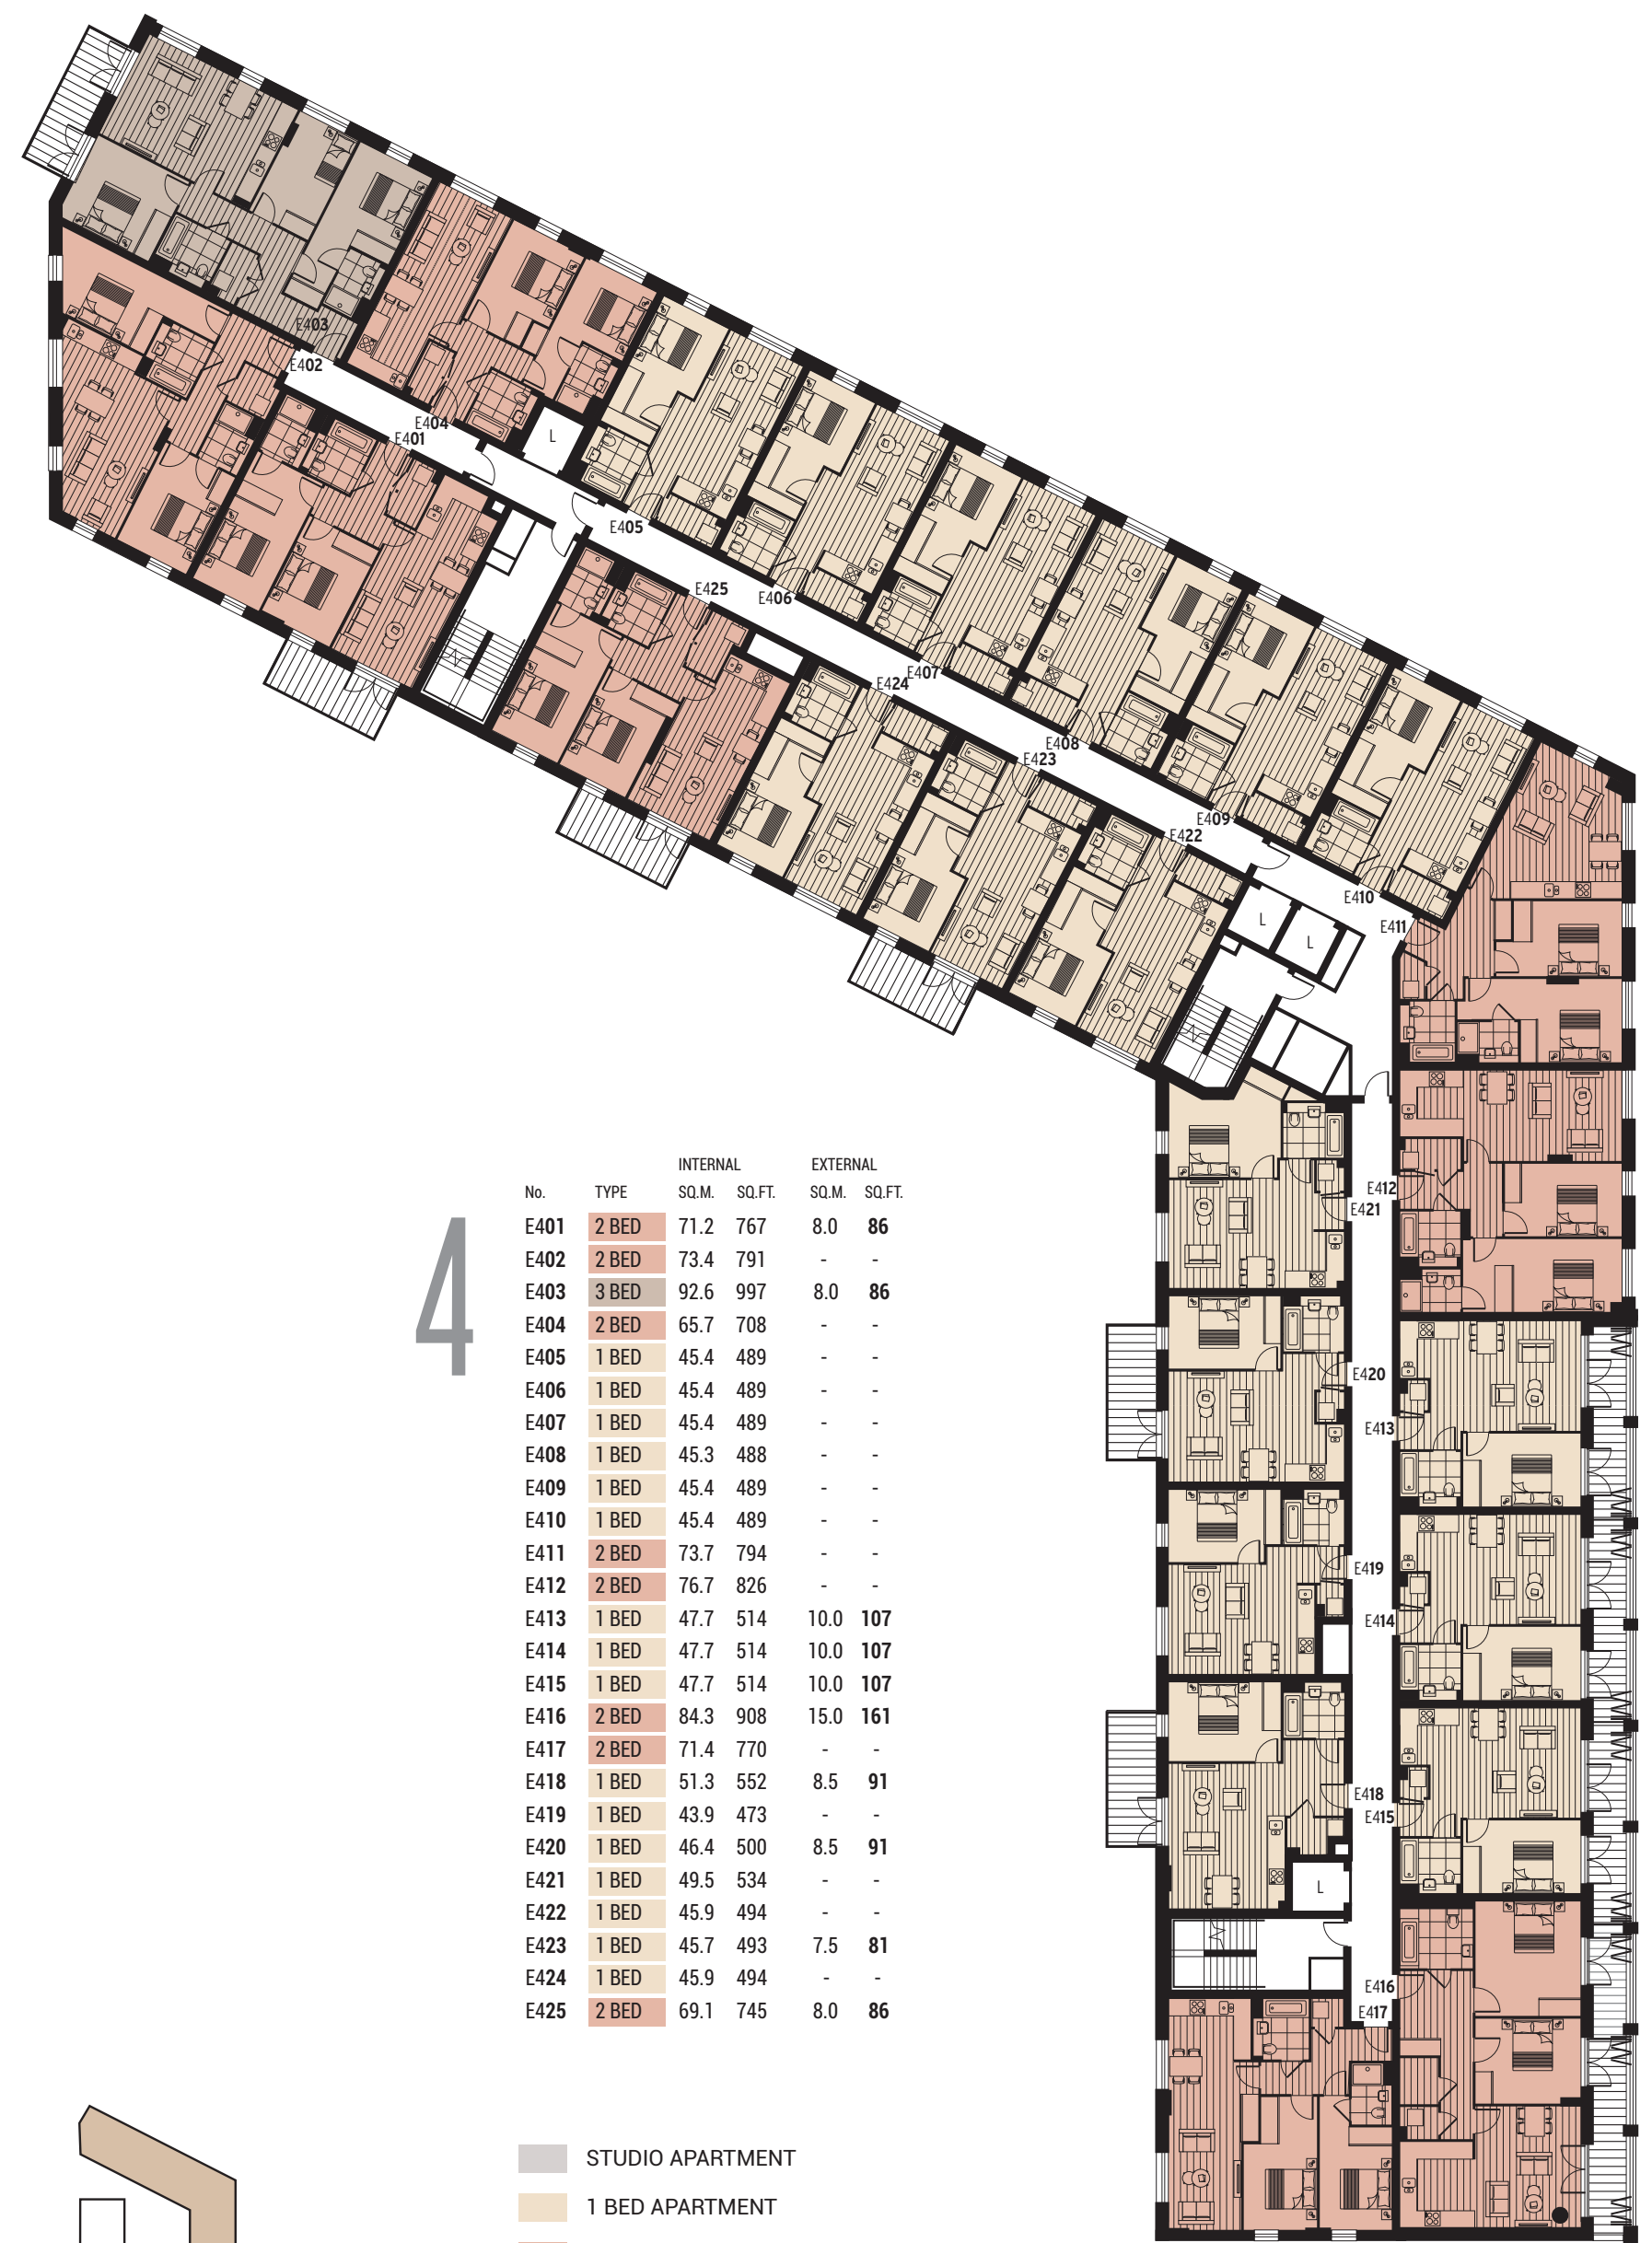 E403
E402
E404
E401
L
E405
E425
E406
E407
E424
E408
E423
E409
E422
E410
L
L
E411
E412
E421
E420
E413
E419
E414
E418
E415
L
E416
E417
4
INTERNAL EXTERNAL
No. TYPE SQ.M. SQ.FT. SQ.M. SQ.FT.
E401 2 BED 71.2 767 8.0 86
E402 2 BED 73.4 791 - -
E403 3 BED 92.6 997 8.0 86
E404 2 BED 65.7 708 - -
E405 1 BED 45.4 489 - -
E406 1 BED 45.4 489 - -
E407 1 BED 45.4 489 - -
E408 1 BED 45.3 488 - -
E409 1 BED 45.4 489 - -
E410 1 BED 45.4 489 - -
E411 2 BED 73.7 794 - -
E412 2 BED 76.7 826 - -
E413 1 BED 47.7 514 10.0 107
E414 1 BED 47.7 514 10.0 107
E415 1 BED 47.7 514 10.0 107
E416 2 BED 84.3 908 15.0 161
E417 2 BED 71.4 770 - -
E418 1 BED 51.3 552 8.5 91
E419 1 BED 43.9 473 - -
E420 1 BED 46.4 500 8.5 91
E421 1 BED 49.5 534 - -
E422 1 BED 45.9 494 - -
E423 1 BED 45.7 493 7.5 81
E424 1 BED 45.9 494 - -
E425 2 BED 69.1 745 8.0 86
STUDIO APARTMENT
1 BED APARTMENT